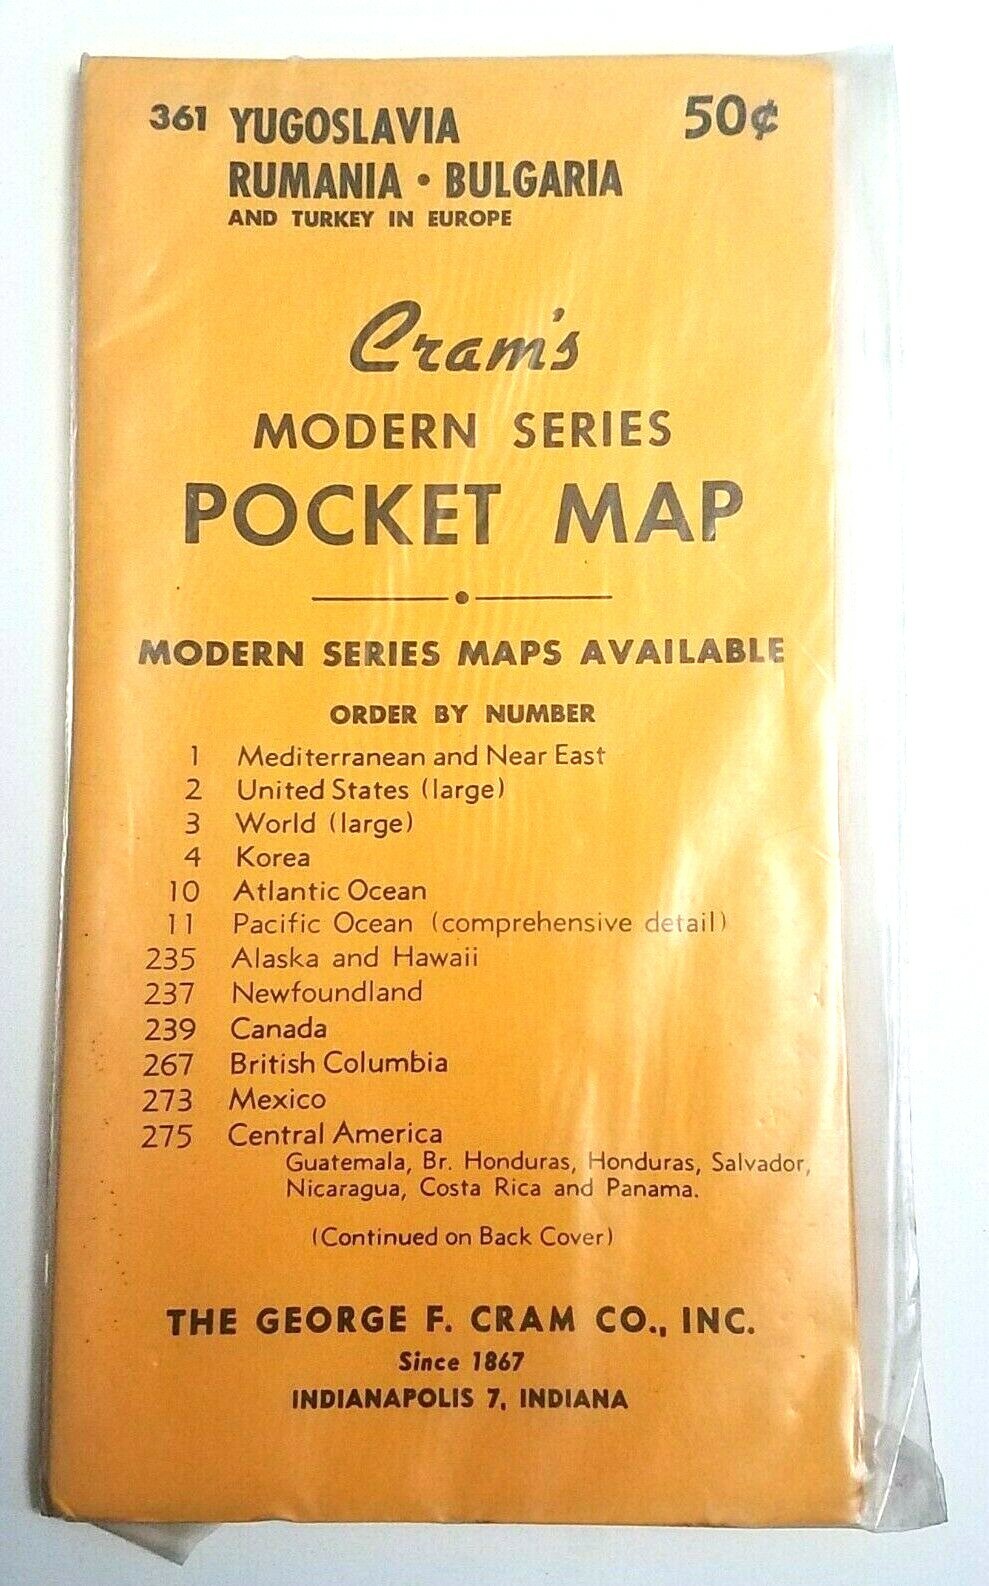 361 YUGOSLAVIA 50¢
RUMANIA • BULGARIA
AND TURKEY IN EUROPE
Cram's
MODERN SERIES
POCKET MAP
MODERN SERIES MAPS AVAILABLE
ORDER BY NUMBER
1 Mediterranean and Near East
2 United States (large)
3 World (large)
4 Korea
10 Atlantic Ocean
11 Pacific Ocean (comprehensive detail)
235 Alaska and Hawaii
237 Newfoundland
239 Canada
267 British Columbia
273 Mexico
275 Central America
Guatemala, Br. Honduras, Honduras, Salvador,
Nicaragua, Costa Rica and Panama.
(Continued on Back Cover)
THE GEORGE F. CRAM CO., INC.
Since 1867
INDIANAPOLIS 7, INDIANA